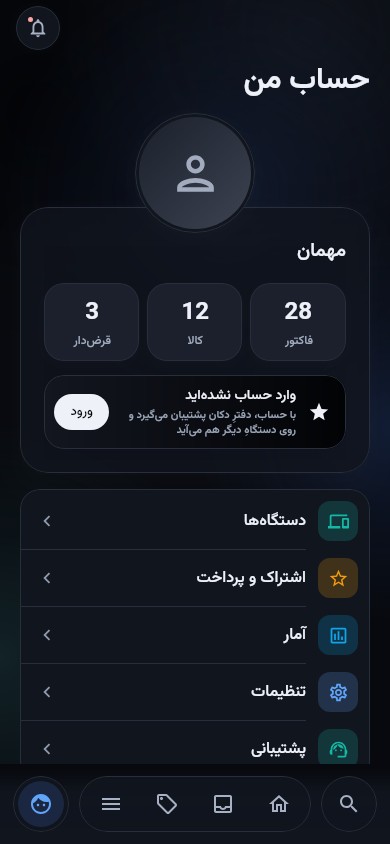 حساب من
مهمان
28
فاکتور
12
کالا
3
قرض‌دار
وارد حساب نشده‌اید
با حساب، دفترِ دکان پشتیبان می‌گیرد و
روی دستگاهِ دیگر هم می‌آید
ورود
دستگاه‌ها
اشتراک و پرداخت
آمار
تنظیمات
پشتیبانی